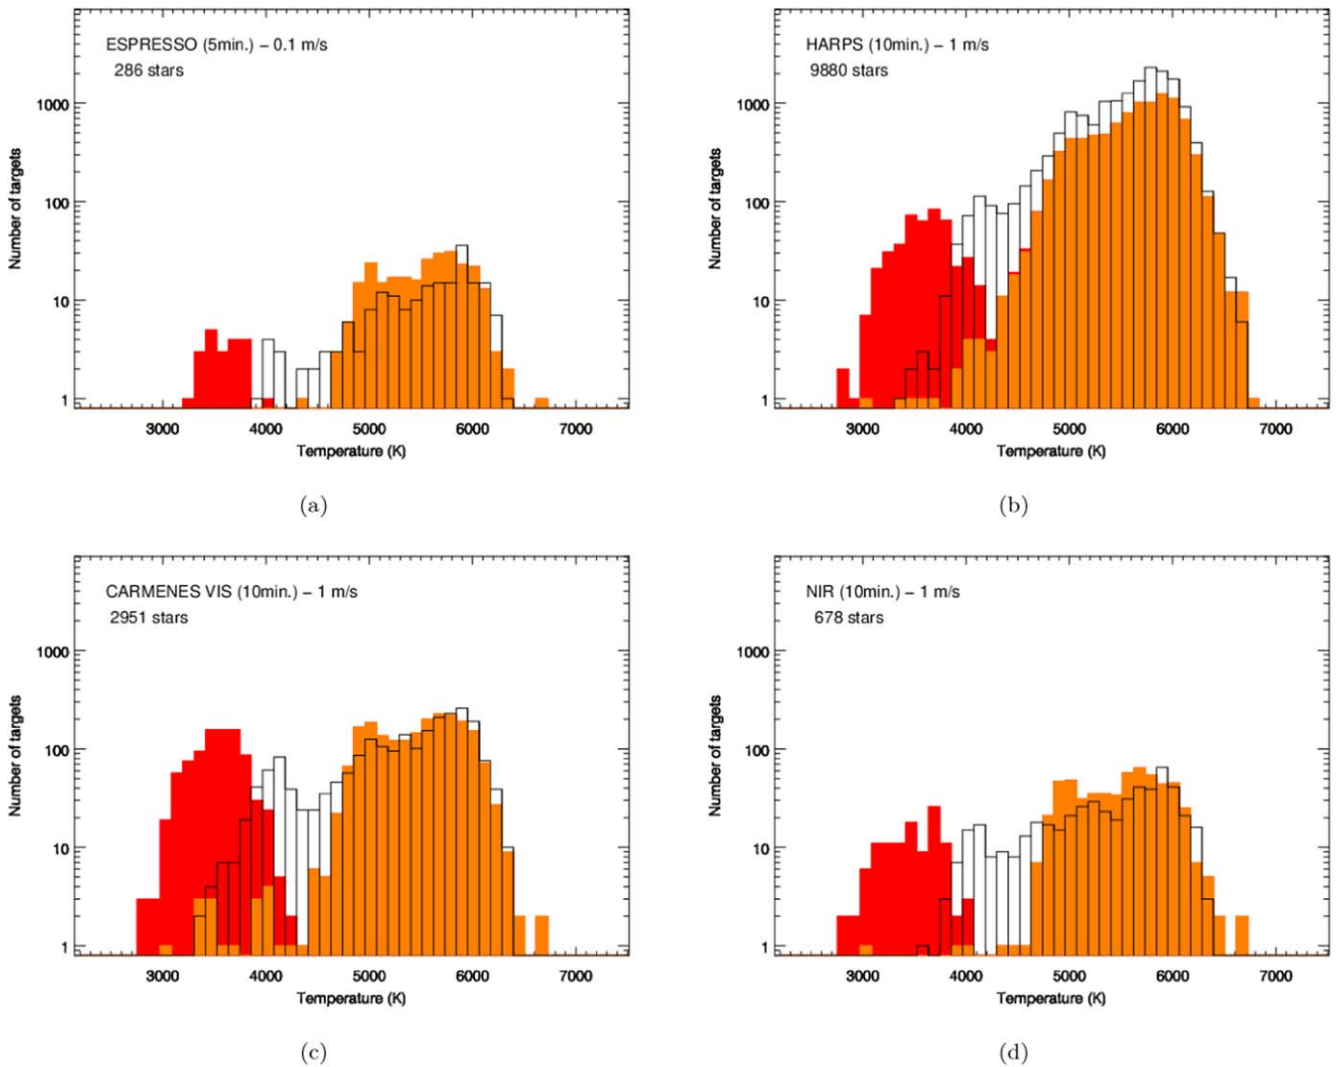 ESPRESSO (5min.) – 0.1 m/s
286 stars
Number of targets
1000
100
10
1
3000 4000 5000 6000 7000
Temperature (K)
(a)
HARPS (10min.) – 1 m/s
9880 stars
Number of targets
1000
100
10
1
3000 4000 5000 6000 7000
Temperature (K)
(b)
CARMENES VIS (10min.) – 1 m/s
2951 stars
Number of targets
1000
100
10
1
3000 4000 5000 6000 7000
Temperature (K)
(c)
NIR (10min.) – 1 m/s
678 stars
Number of targets
1000
100
10
1
3000 4000 5000 6000 7000
Temperature (K)
(d)